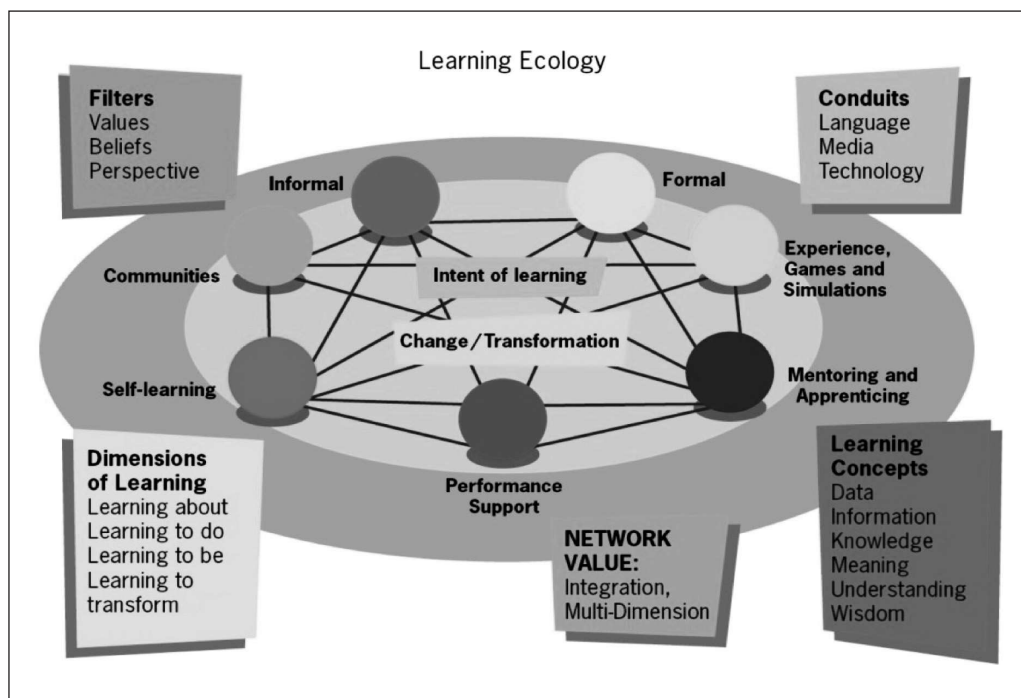 Learning Ecology
Filters
Values
Beliefs
Perspective
Conduits
Language
Media
Technology
Informal
Formal
Communities
Intent of learning
Experience,
Games and
Simulations
Change/Transformation
Self-learning
Mentoring and
Apprenticing
Performance
Support
Dimensions
of Learning
Learning about
Learning to do
Learning to be
Learning to
transform
NETWORK
VALUE:
Integration,
Multi-Dimension
Learning
Concepts
Data
Information
Knowledge
Meaning
Understanding
Wisdom